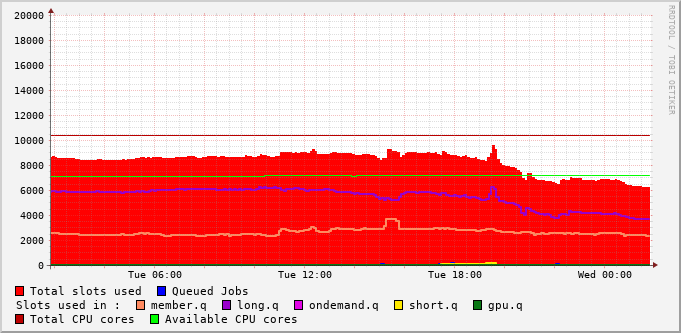 20000
18000
16000
14000
12000
10000
8000
6000
4000
2000
0
Tue 06:00 Tue 12:00 Tue 18:00 Wed 00:00
Total slots used Queued Jobs
Slots used in : member.q long.q ondemand.q short.q gpu.q
Total CPU cores Available CPU cores
RRDTOOL / TOBI OETIKER